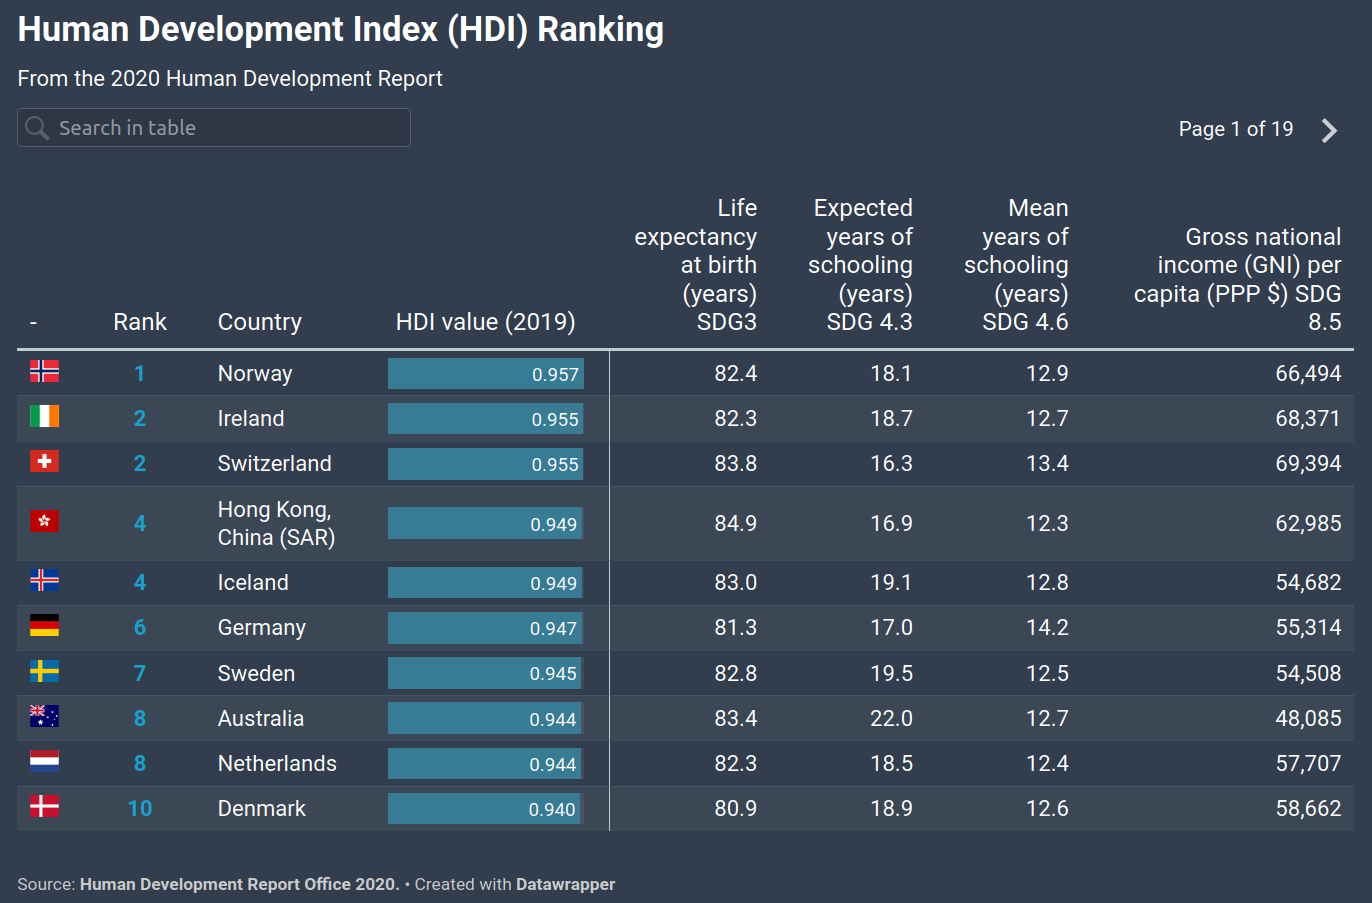 Human Development Index (HDI) Ranking
From the 2020 Human Development Report
Search in table
Page 1 of 19
- Rank Country HDI value (2019) Life expectancy at birth (years) SDG3 Expected years of schooling (years) SDG 4.3 Mean years of schooling (years) SDG 4.6 Gross national income (GNI) per capita (PPP $) SDG 8.5
1 Norway 0.957 82.4 18.1 12.9 66,494
2 Ireland 0.955 82.3 18.7 12.7 68,371
2 Switzerland 0.955 83.8 16.3 13.4 69,394
4 Hong Kong, China (SAR) 0.949 84.9 16.9 12.3 62,985
4 Iceland 0.949 83.0 19.1 12.8 54,682
6 Germany 0.947 81.3 17.0 14.2 55,314
7 Sweden 0.945 82.8 19.5 12.5 54,508
8 Australia 0.944 83.4 22.0 12.7 48,085
8 Netherlands 0.944 82.3 18.5 12.4 57,707
10 Denmark 0.940 80.9 18.9 12.6 58,662
Source: Human Development Report Office 2020. • Created with Datawrapper